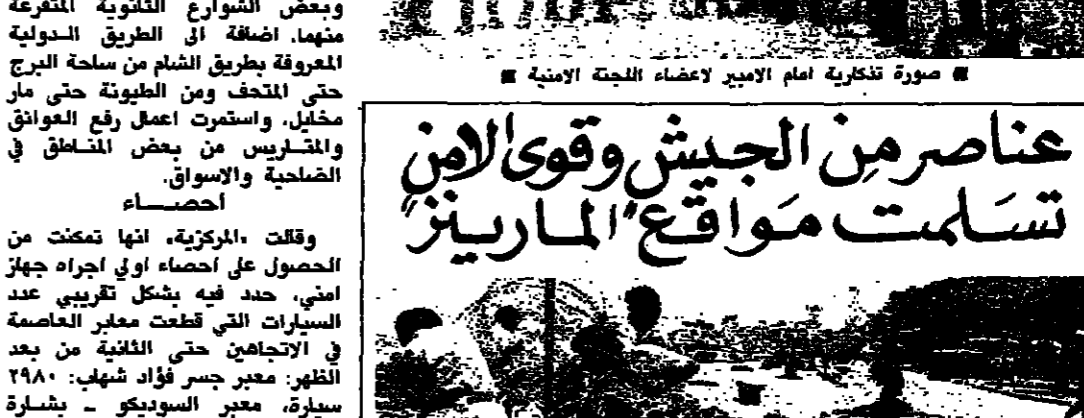 وبعض الشوارع الثانوية المتفرعة
منهما. اضافة الى الطريق الدولية
المعروفة بطريق الشام من ساحة البرج
حتى المتحف ومن الطيونة حتى مار
مخايل. واستمرت اعمال رفع العوائق
والمتاريس من بعض المناطق في
الضاحية والاسواق.
أحصــاء
وقالت «المركزية» انها تمكنت من
الحصول على احصاء اولي اجراه جهاز
امني، حدد فيه بشكل تقريبي عدد
السيارات التي قطعت معابر العاصمة
في الاتجاهين حتى الثانية من بعد
الظهر: معبر جسر فؤاد شهاب: ٢٩٨٠
سيارة، معبر السوديكو ـ بشارة
صورة تذكارية امام الامير لاعضاء اللجنة الامنية
عناصر من الجيش وقوى الامن
تسلمت مواقع "المارينز"